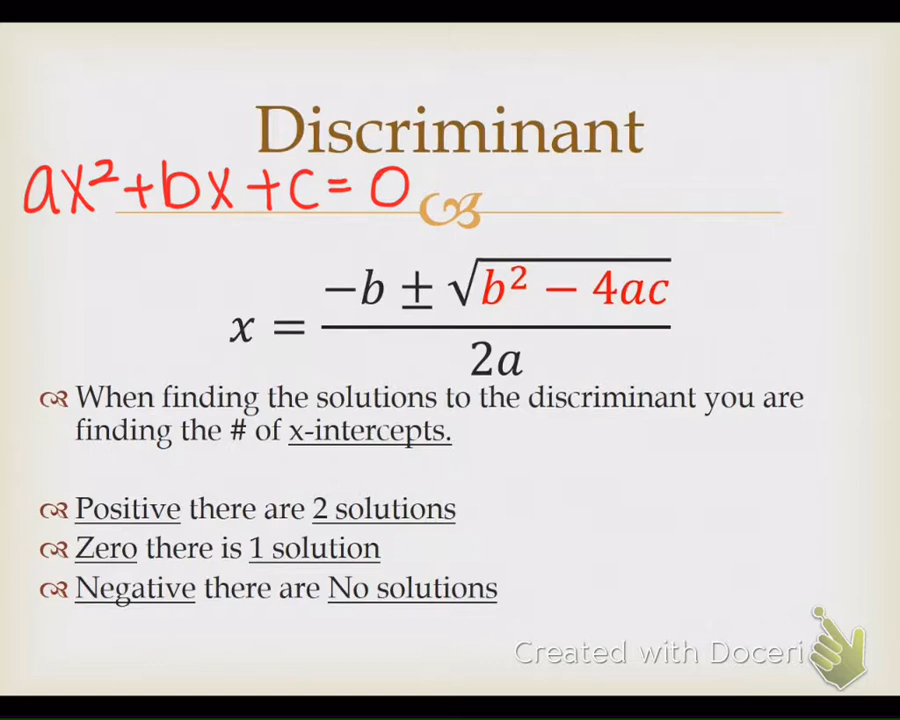 Discriminant
ax²+bx+c=0
x = −b ± √b² − 4ac / 2a
When finding the solutions to the discriminant you are
finding the # of x-intercepts.
Positive there are 2 solutions
Zero there is 1 solution
Negative there are No solutions
Created with Doceri